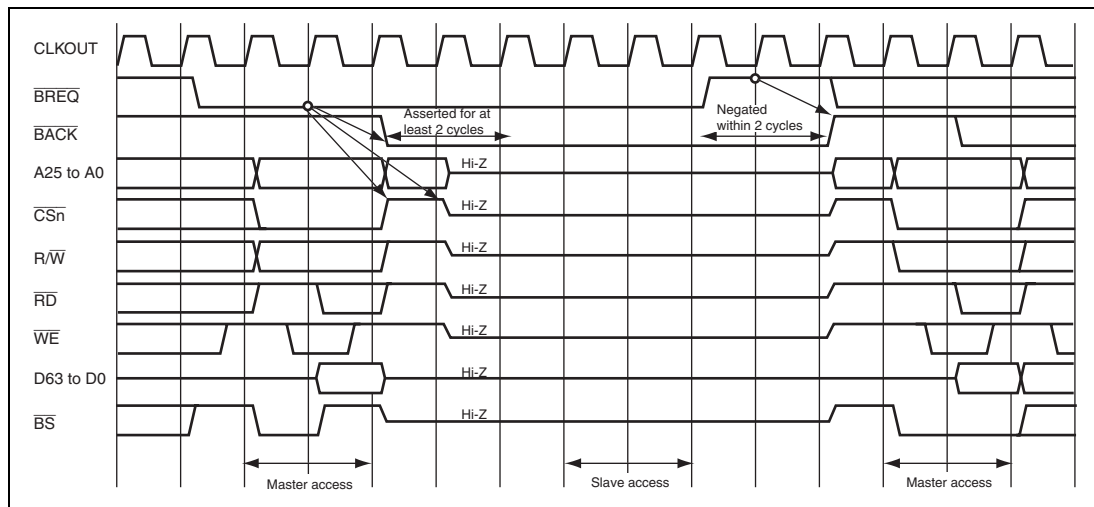 CLKOUT
BREQ
BACK
Asserted for at
least 2 cycles
Negated
within 2 cycles
A25 to A0
Hi-Z
CSn
Hi-Z
R/W
Hi-Z
RD
Hi-Z
WE
Hi-Z
D63 to D0
Hi-Z
BS
Hi-Z
Master access
Slave access
Master access